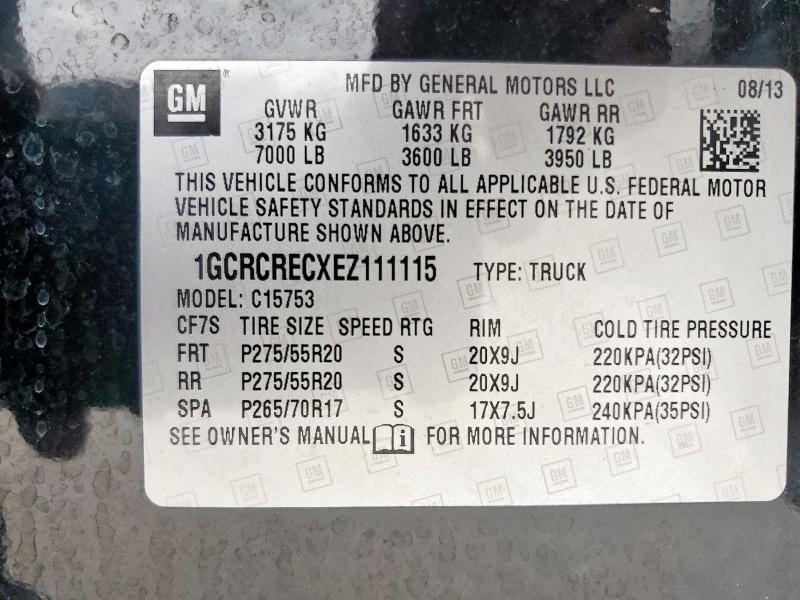 GM ® MFD BY GENERAL MOTORS LLC 08/13
GVWR GAWR FRT GAWR RR
3175 KG 1633 KG 1792 KG
7000 LB 3600 LB 3950 LB
THIS VEHICLE CONFORMS TO ALL APPLICABLE U.S. FEDERAL MOTOR
VEHICLE SAFETY STANDARDS IN EFFECT ON THE DATE OF
MANUFACTURE SHOWN ABOVE.
1GCRCRECXEZ111115 TYPE: TRUCK
MODEL: C15753
CF7S TIRE SIZE SPEED RTG RIM COLD TIRE PRESSURE
FRT P275/55R20 S 20X9J 220KPA(32PSI)
RR P275/55R20 S 20X9J 220KPA(32PSI)
SPA P265/70R17 S 17X7.5J 240KPA(35PSI)
SEE OWNER'S MANUAL FOR MORE INFORMATION.